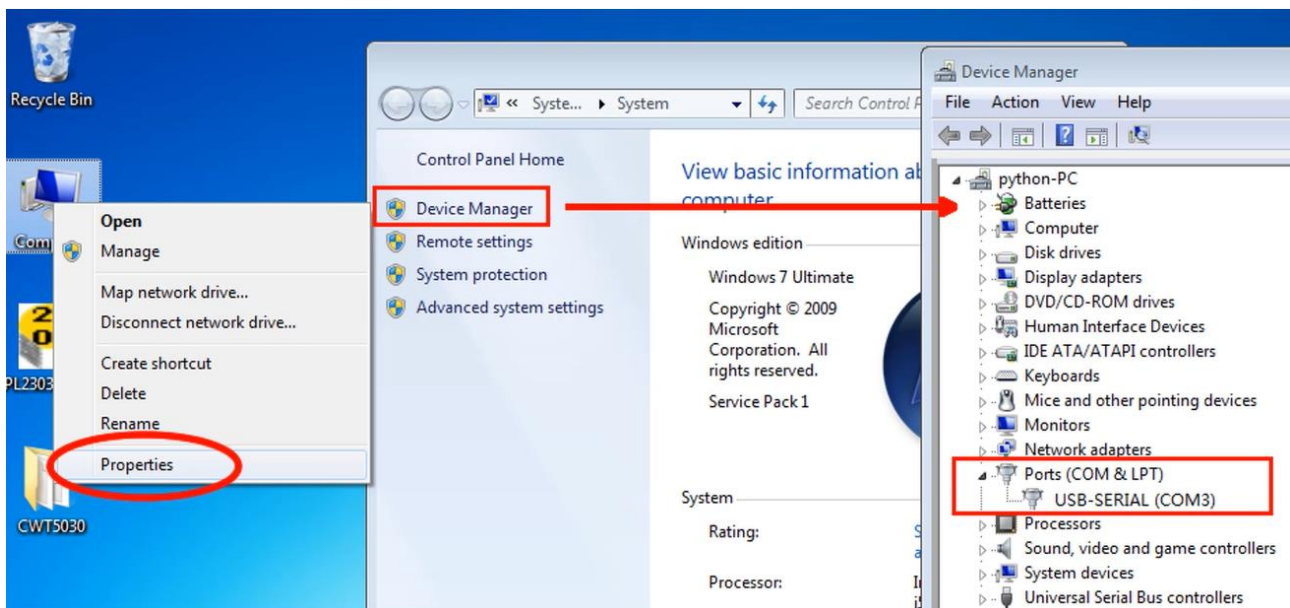 Recycle Bin
Com
PL2303
CWT5030
Open
Manage
Map network drive...
Disconnect network drive...
Create shortcut
Delete
Rename
Properties
« Syste... ▸ System
Search Control P
Control Panel Home
Device Manager
Remote settings
System protection
Advanced system settings
View basic information ab
computer
Windows edition
Windows 7 Ultimate
Copyright © 2009
Microsoft
Corporation. All
rights reserved.
Service Pack 1
System
Rating:
Processor:
Device Manager
File Action View Help
python-PC
Batteries
Computer
Disk drives
Display adapters
DVD/CD-ROM drives
Human Interface Devices
IDE ATA/ATAPI controllers
Keyboards
Mice and other pointing devices
Monitors
Network adapters
Ports (COM & LPT)
USB-SERIAL (COM3)
Processors
Sound, video and game controllers
System devices
Universal Serial Bus controllers